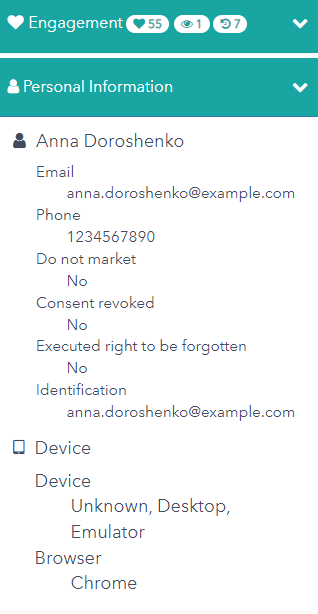 Engagement 55 1 7
Personal Information
Anna Doroshenko
Email
anna.doroshenko@example.com
Phone
1234567890
Do not market
No
Consent revoked
No
Executed right to be forgotten
No
Identification
anna.doroshenko@example.com
Device
Device
Unknown, Desktop,
Emulator
Browser
Chrome